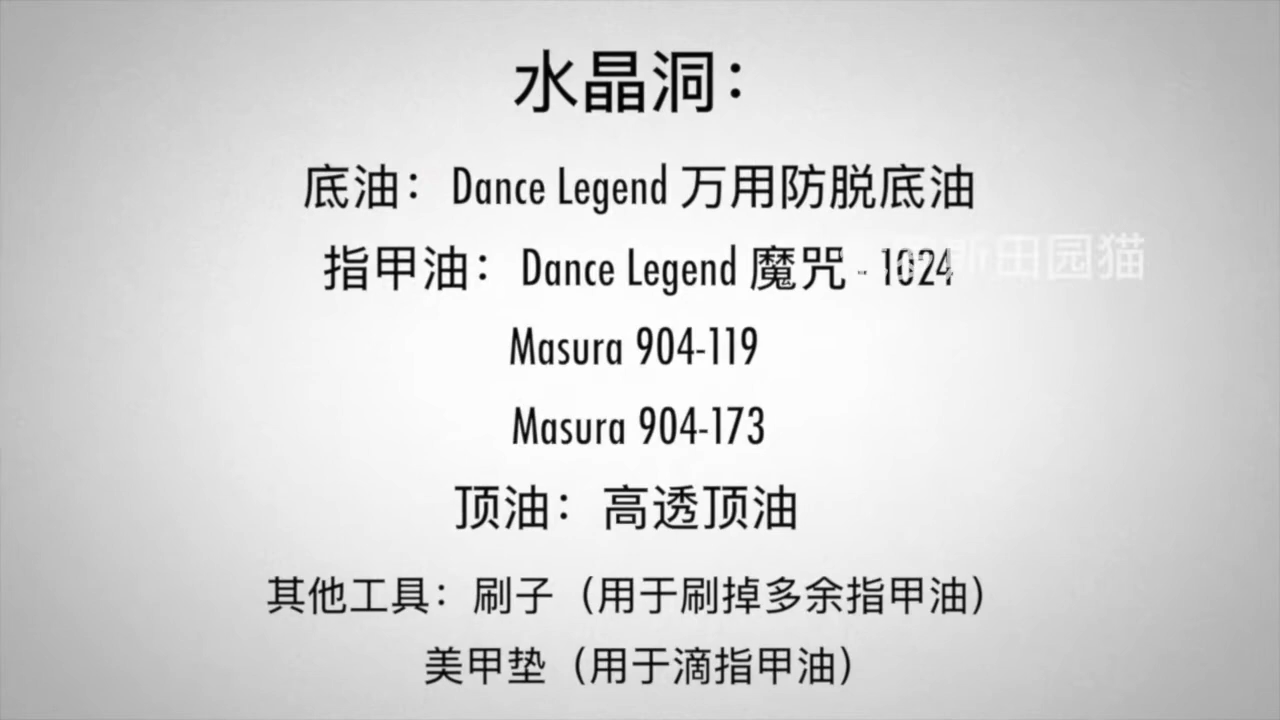 水晶洞：
底油：Dance Legend 万用防脱底油
指甲油：Dance Legend 魔咒 - 1024
田园猫
Masura 904-119
Masura 904-173
顶油：高透顶油
其他工具：刷子（用于刷掉多余指甲油）
美甲垫（用于滴指甲油）